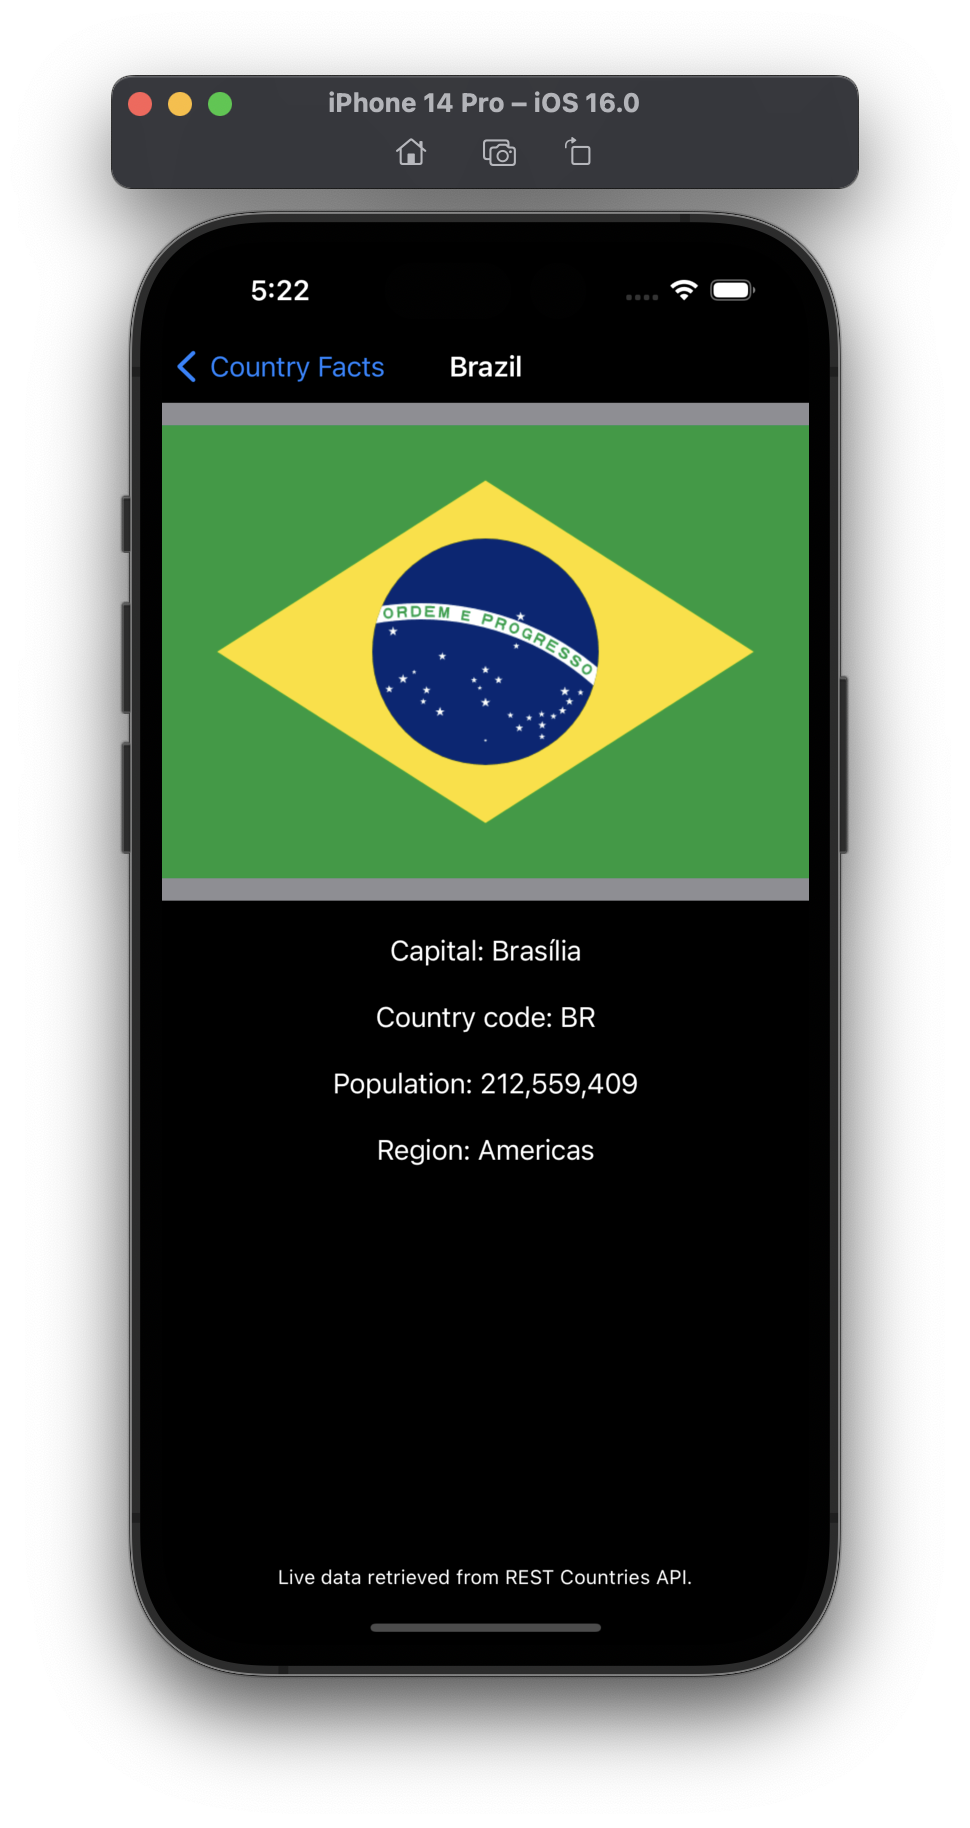 iPhone 14 Pro – iOS 16.0
5:22
Country Facts
Brazil
ORDEM E PROGRESSO
Capital: Brasília
Country code: BR
Population: 212,559,409
Region: Americas
Live data retrieved from REST Countries API.